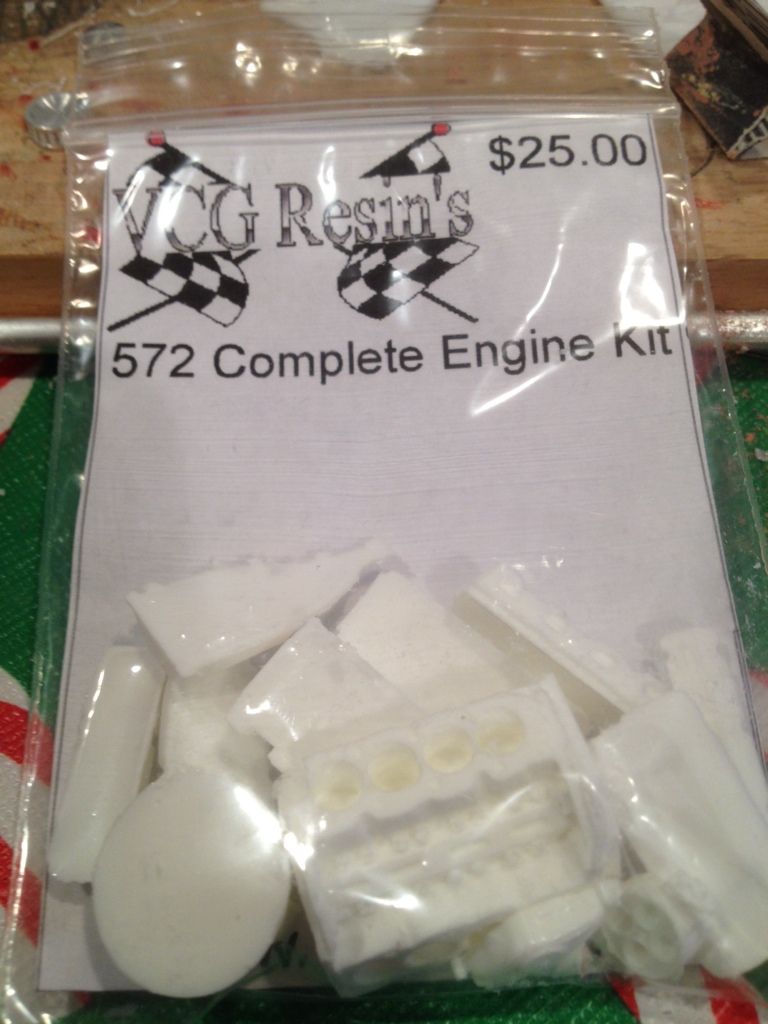 $25.00
VCG Resin's
572 Complete Engine Kit